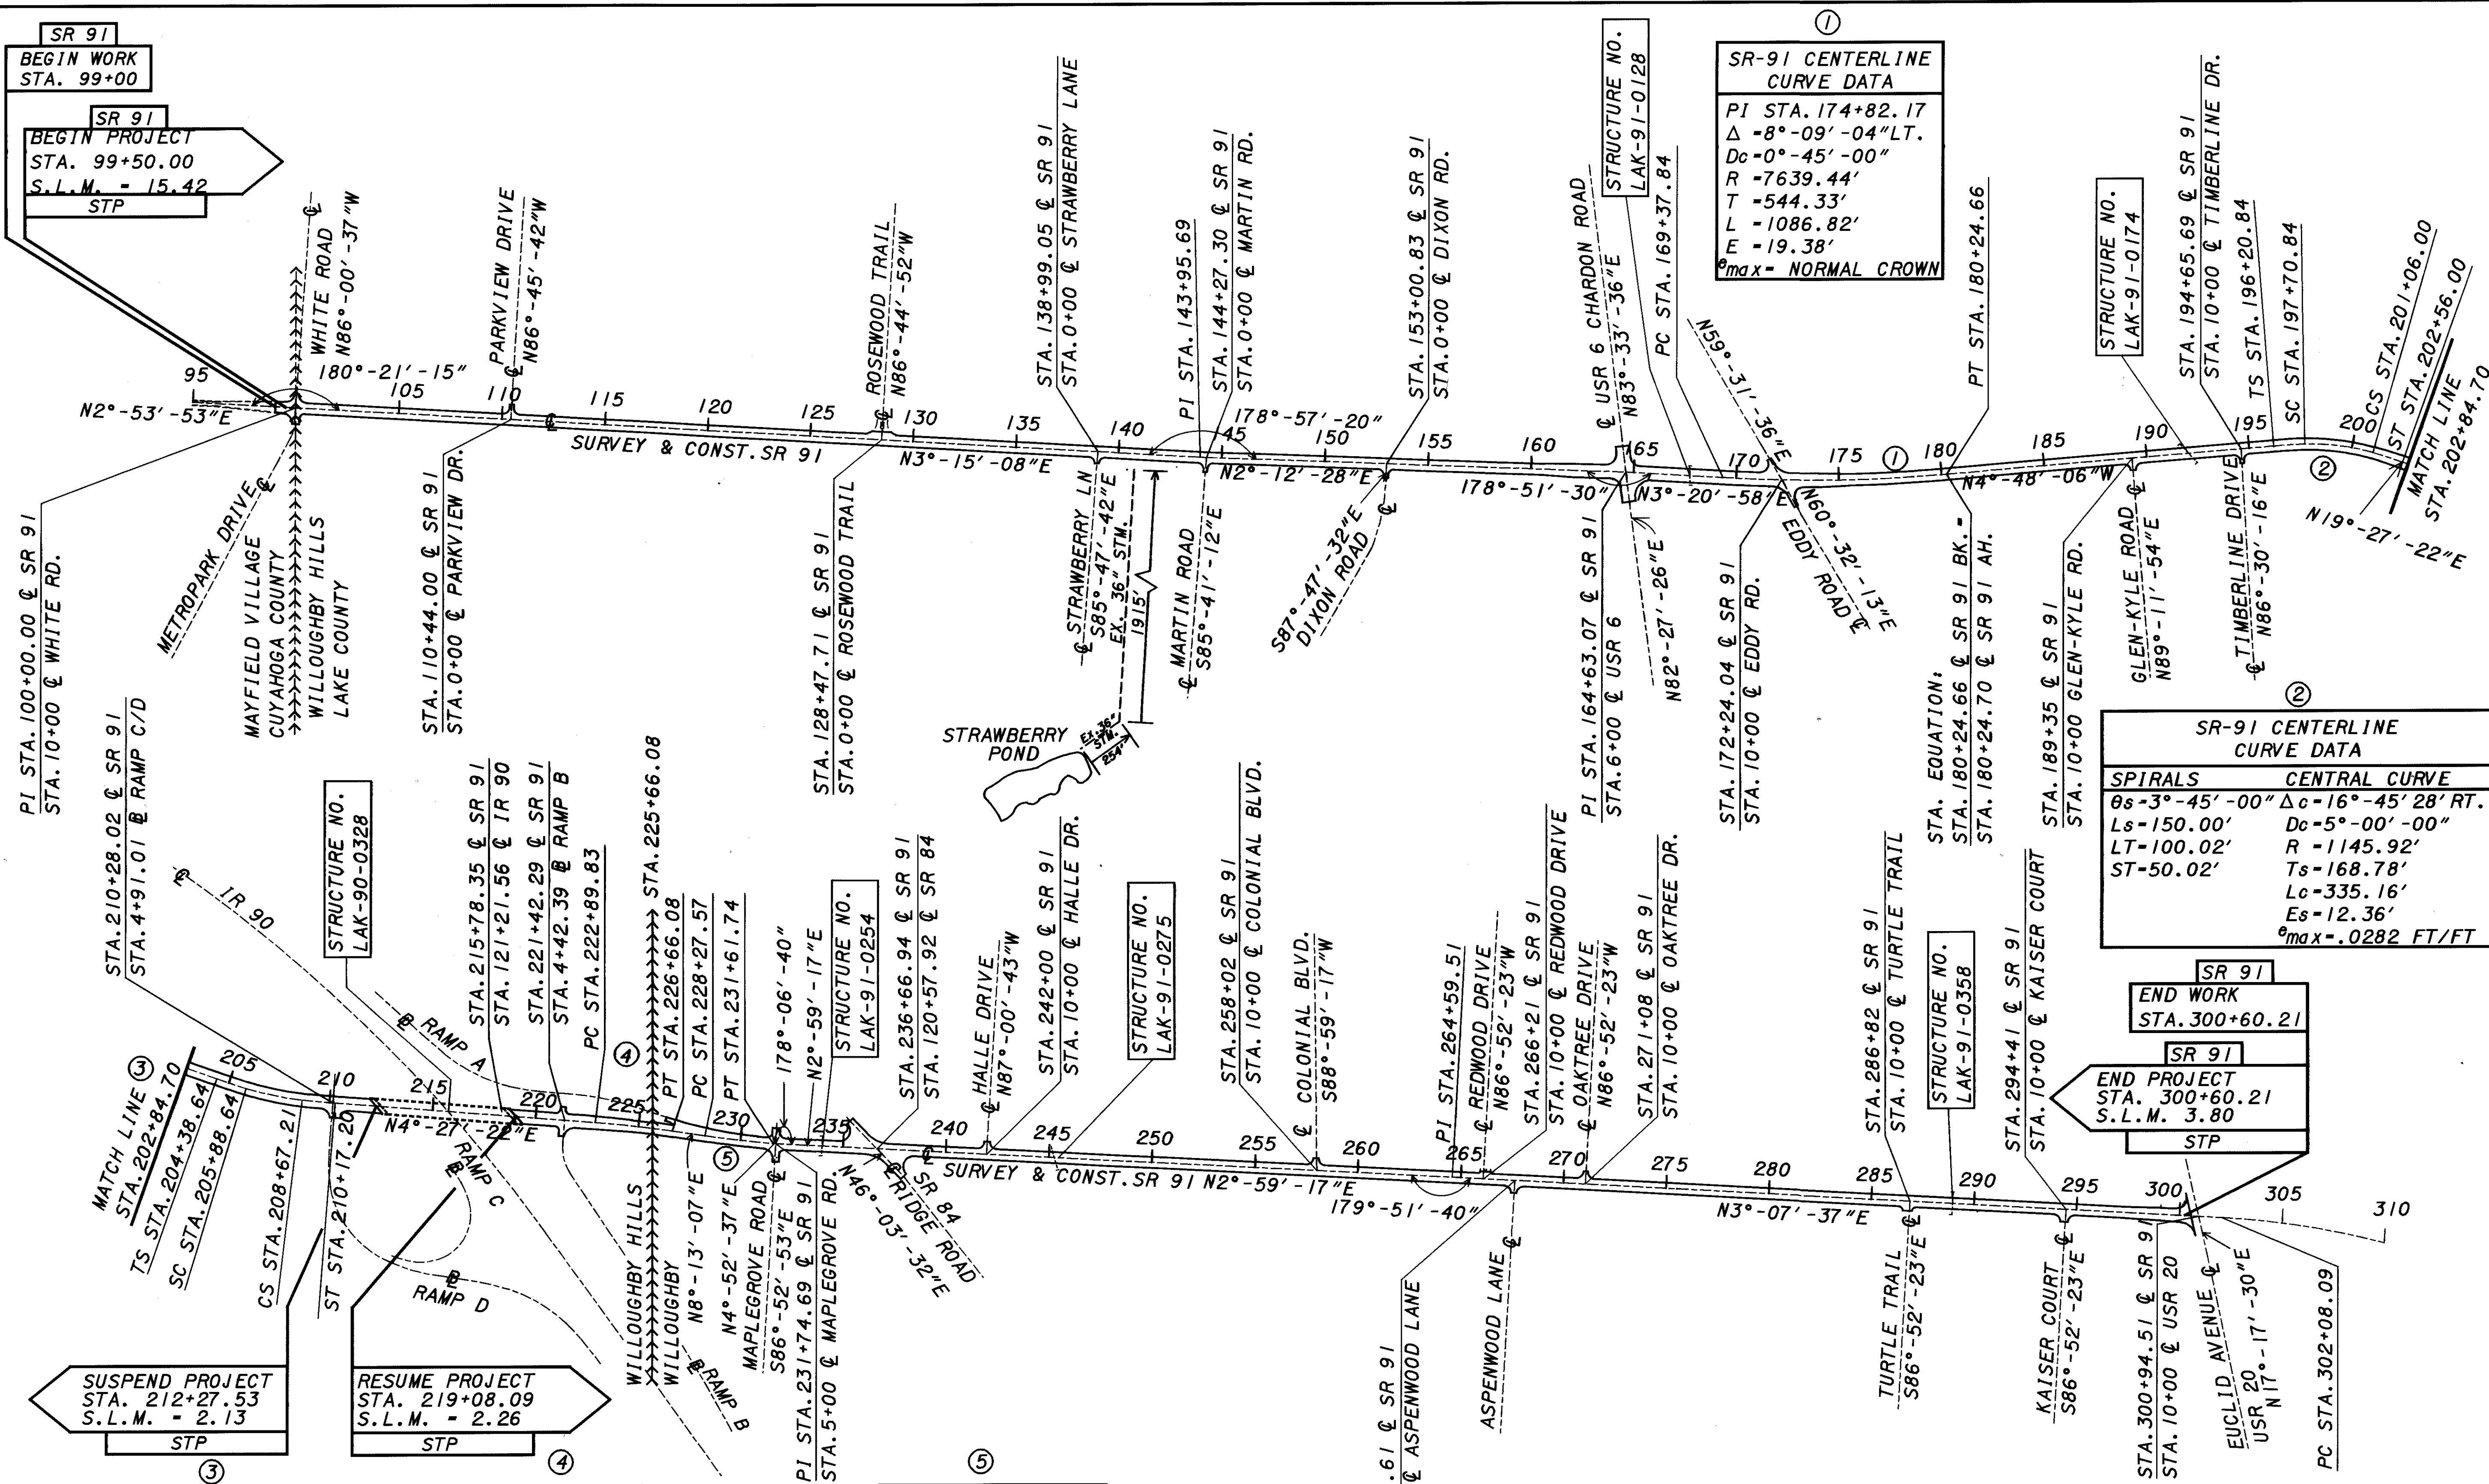 SR 91
BEGIN WORK
STA. 99+00
SR 91
BEGIN PROJECT
STA. 99+50.00
S.L.M. = 15.42
STP
WHITE ROAD ℄
N86°-00'-37"W
PARKVIEW DRIVE
℄ N86°-45'-42"W
ROSEWOOD TRAIL
℄ N86°-44'-52"W
STA. 138+99.05 ℄ SR 91
STA. 0+00 ℄ STRAWBERRY LANE
PI STA. 143+95.69
STA. 144+27.30 ℄ SR 91
STA. 0+00 ℄ MARTIN RD.
STA. 153+00.83 ℄ SR 91
STA. 0+00 ℄ DIXON RD.
℄ USR 6 CHARDON ROAD
N83°-33'-36"E
STRUCTURE NO.
LAK-91-0128
PC STA. 169+37.84
N59°-31'-36"E
①
SR-91 CENTERLINE
CURVE DATA
PI STA. 174+82.17
Δ =8°-09'-04"LT.
Dc=0°-45'-00"
R =7639.44'
T =544.33'
L =1086.82'
E =19.38'
emax= NORMAL CROWN
PT STA. 180+24.66
STRUCTURE NO.
LAK-91-0174
STA. 194+65.69 ℄ SR 91
STA. 10+00 ℄ TIMBERLINE DR.
TS STA. 196+20.84
SC STA. 197+70.84
CS STA. 201+06.00
ST STA. 202+56.00
MATCH LINE
STA. 202+84.70
95
180°-21'-15"
105
110
115
120
125
130
135
140
178°-57'-20"
145
150
155
160
165
170
175
①
180
185
190
195
200
②
N2°-53'-53"E
℄
SURVEY & CONST. SR 91
N3°-15'-08"E
N2°-12'-28"E
178°-51'-30"
N3°-20'-58"E
N4°-48'-06"W
N19°-27'-22"E
PI STA. 100+00.00 ℄ SR 91
STA. 10+00 ℄ WHITE RD.
METROPARK DRIVE ℄
MAYFIELD VILLAGE
CUYAHOGA COUNTY
WILLOUGHBY HILLS
LAKE COUNTY
STA. 110+44.00 ℄ SR 91
STA. 0+00 ℄ PARKVIEW DR.
STA. 128+47.71 ℄ SR 91
STA. 0+00 ℄ ROSEWOOD TRAIL
℄ STRAWBERRY LN
S85°-47'-42"E
EX. 36" STM.
1915'
STRAWBERRY
POND
EX. 36"
STM.
254'
℄ MARTIN ROAD
S85°-41'-12"E
S87°-47'-32"E
DIXON ROAD ℄
PI STA. 164+63.07 ℄ SR 91
STA. 6+00 ℄ USR 6
N82°-27'-26"E
STA. 172+24.04 ℄ SR 91
STA. 10+00 ℄ EDDY RD.
N60°-32'-13"E
EDDY ROAD ℄
STA. EQUATION:
STA. 180+24.66 ℄ SR 91 BK.=
STA. 180+24.70 ℄ SR 91 AH.
STA. 189+35 ℄ SR 91
STA. 10+00 GLEN-KYLE RD.
GLEN-KYLE ROAD ℄
N89°-11'-54"E
℄ TIMBERLINE DRIVE
N86°-30'-16"E
②
SR-91 CENTERLINE
CURVE DATA
SPIRALS CENTRAL CURVE
θs=3°-45'-00" Δc=16°-45'28' RT.
Ls=150.00' Dc=5°-00'-00"
LT=100.02' R =1145.92'
ST=50.02' Ts=168.78'
Lc=335.16'
Es=12.36'
emax=.0282 FT/FT
STA. 210+28.02 ℄ SR 91
STA. 4+91.01 ⅊ RAMP C/D
℄ IR 90
STRUCTURE NO.
LAK-90-0328
⅊ RAMP A
STA. 215+78.35 ℄ SR 91
STA. 121+21.56 ℄ IR 90
STA. 221+42.29 ℄ SR 91
STA. 4+42.39 ⅊ RAMP B
PC STA. 222+89.83
④
STA. 225+66.08
PT STA. 226+66.08
PC STA. 228+27.57
PT STA. 231+61.74
178°-06'-40"
N2°-59'-17"E
STRUCTURE NO.
LAK-91-0254
STA. 236+66.94 ℄ SR 91
STA. 120+57.92 ℄ SR 84
℄ HALLE DRIVE
N87°-00'-43"W
STA. 242+00 ℄ SR 91
STA. 10+00 ℄ HALLE DR.
STRUCTURE NO.
LAK-91-0275
STA. 258+02 ℄ SR 91
STA. 10+00 ℄ COLONIAL BLVD.
℄ COLONIAL BLVD.
S88°-59'-17"W
PI STA. 264+59.51
℄ REDWOOD DRIVE
N86°-52'-23"W
STA. 266+21 ℄ SR 91
STA. 10+00 ℄ REDWOOD DRIVE
℄ OAKTREE DRIVE
N86°-52'-23"W
STA. 271+08 ℄ SR 91
STA. 10+00 ℄ OAKTREE DR.
STA. 286+82 ℄ SR 91
STA. 10+00 ℄ TURTLE TRAIL
STRUCTURE NO.
LAK-91-0358
STA. 294+41 ℄ SR 91
STA. 10+00 ℄ KAISER COURT
SR 91
END WORK
STA. 300+60.21
SR 91
END PROJECT
STA. 300+60.21
S.L.M. 3.80
STP
③
205
210
215
220
225
230
235
240
245
250
255
260
265
270
275
280
285
290
295
300
305
310
MATCH LINE
STA. 202+84.70
TS STA. 204+38.64
SC STA. 205+88.64
CS STA. 208+67.21
ST STA. 210+17.20
N4°-27'-22"E
RAMP C
⅊
⅊
RAMP D
WILLOUGHBY HILLS
WILLOUGHBY
⅊ RAMP B
N8°-13'-07"E
⑤
N4°-52'-37"E
MAPLEGROVE ROAD ℄
S86°-52'-53"E
PI STA. 231+74.69 ℄ SR 91
STA. 5+00 ℄ MAPLEGROVE RD.
N46°-03'-32"E
SR 84
℄ RIDGE ROAD
℄
SURVEY & CONST. SR 91 N2°-59'-17"E
179°-51'-40"
N3°-07'-37"E
.61 ℄ SR 91
℄ ASPENWOOD LANE
ASPENWOOD LANE ℄
TURTLE TRAIL ℄
S86°-52'-23"E
KAISER COURT ℄
S86°-52'-23"E
STA. 300+94.51 ℄ SR 91
STA. 10+00 ℄ USR 20
EUCLID AVENUE ℄
USR 20
N17°-17'-30"E
PC STA. 302+08.09
SUSPEND PROJECT
STA. 212+27.53
S.L.M. = 2.13
STP
③
RESUME PROJECT
STA. 219+08.09
S.L.M. = 2.26
STP
④
⑤